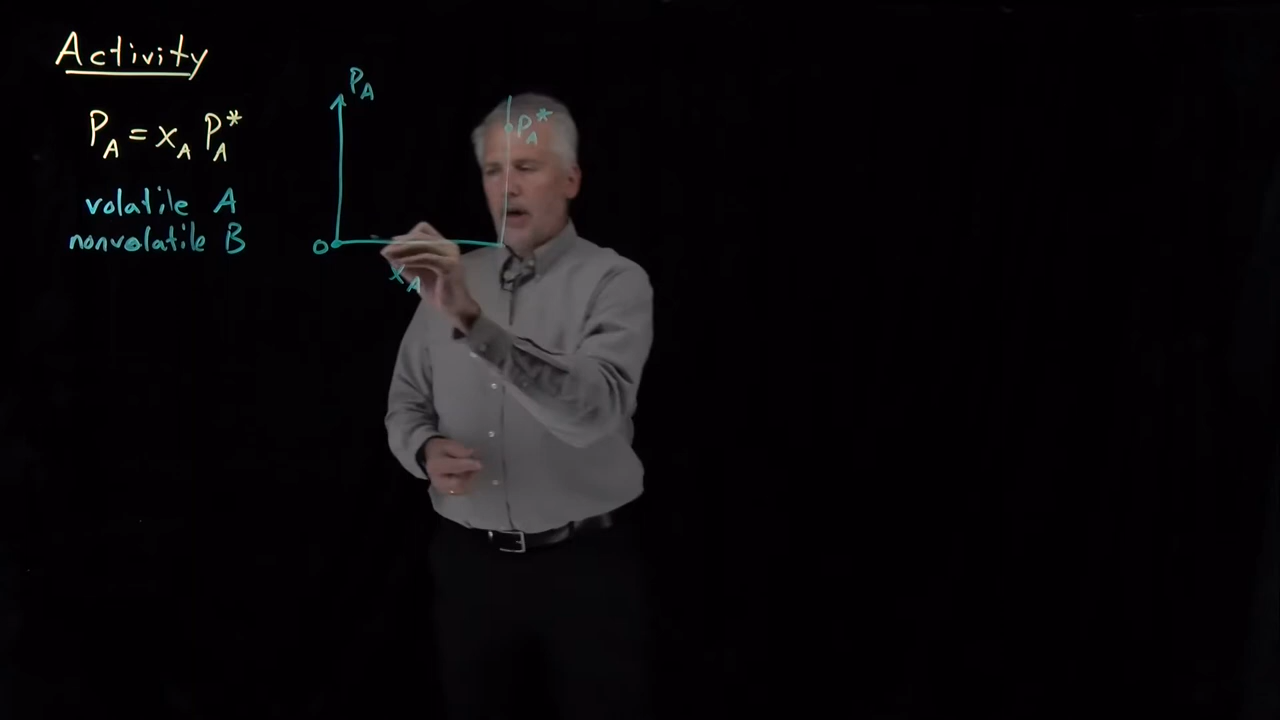 Activity
P_A = x_A P_A^*
volatile A
nonvolatile B
P_A
P_A^*
0
x_A